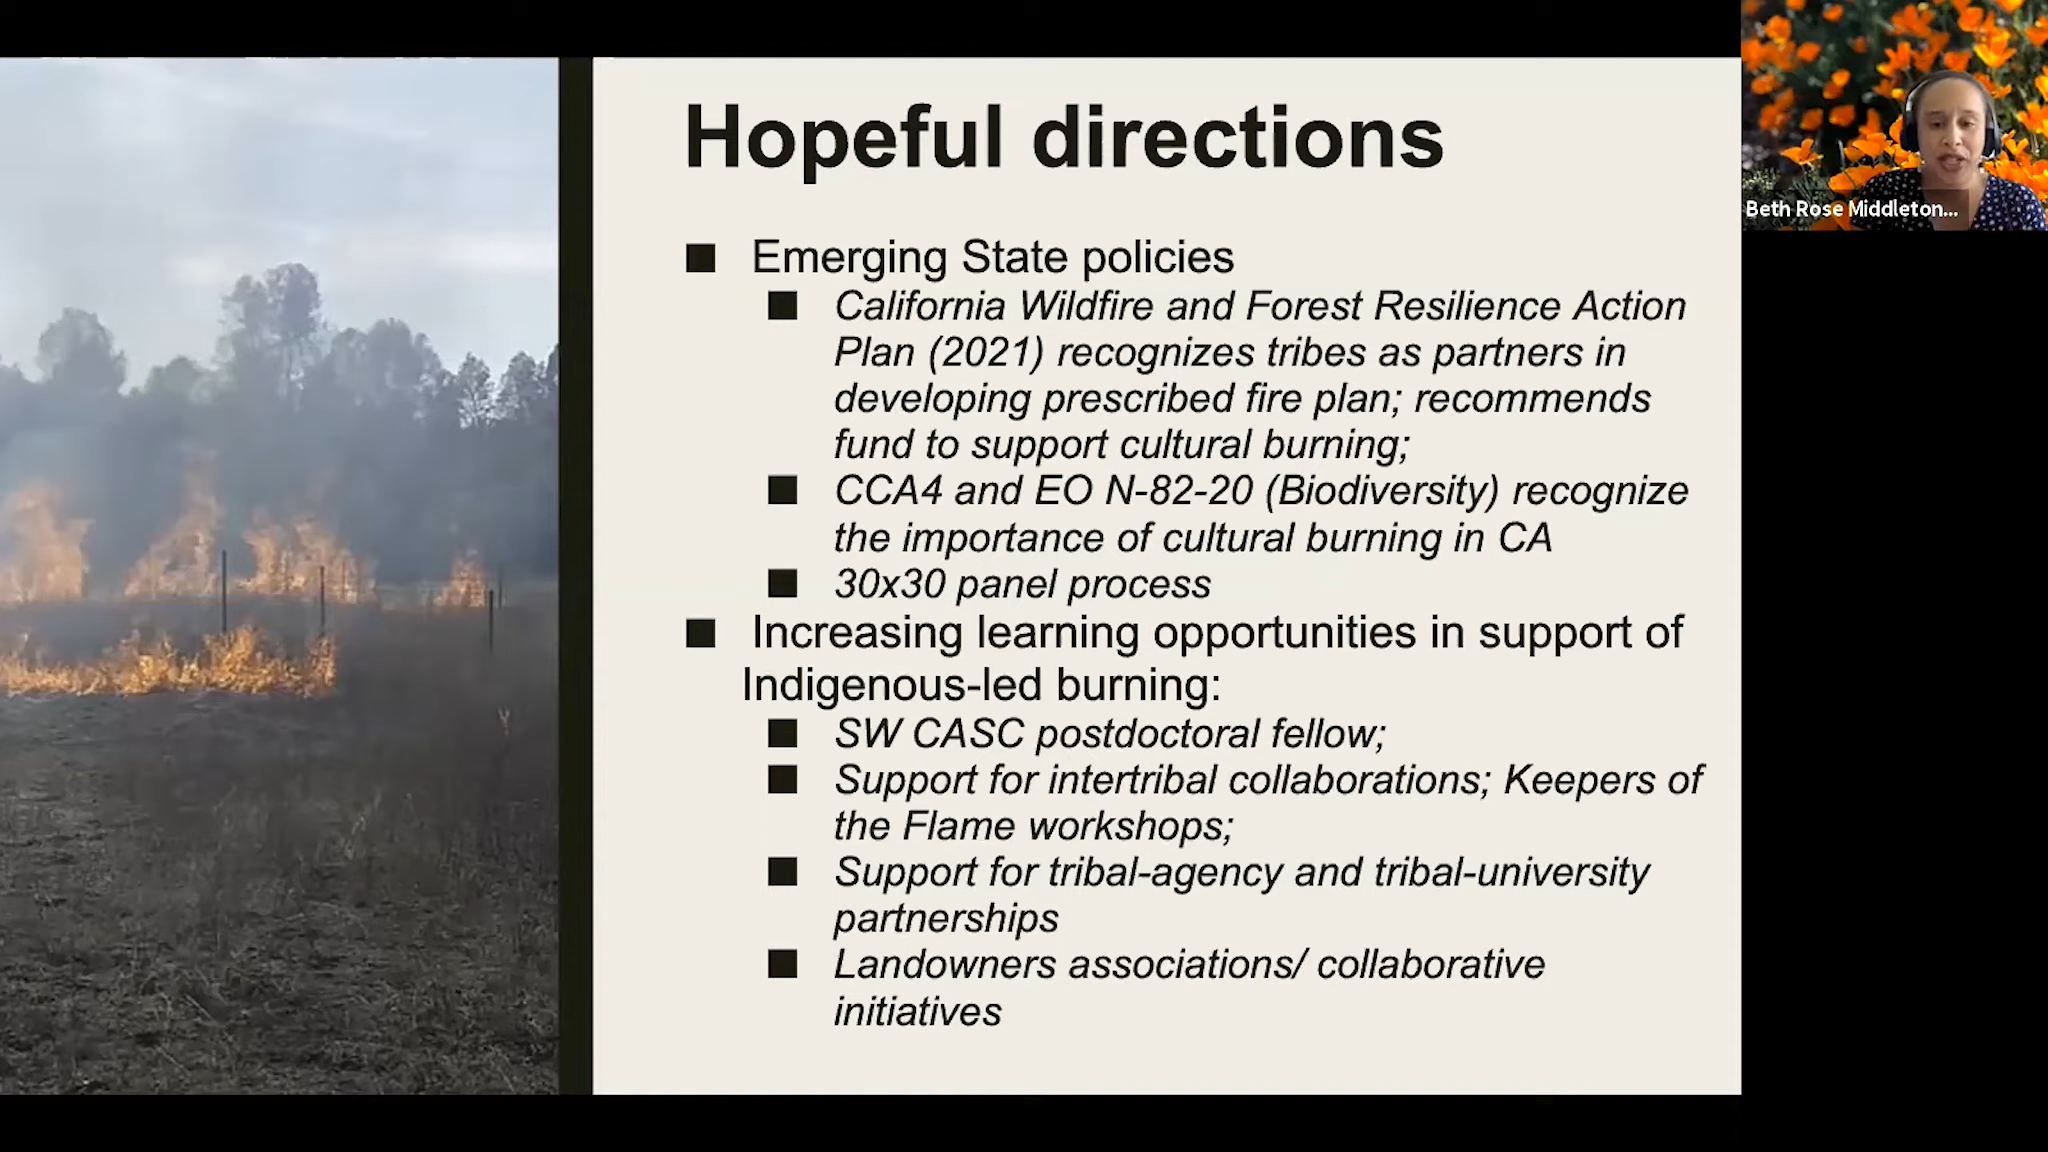 Hopeful directions
Emerging State policies
California Wildfire and Forest Resilience Action
Plan (2021) recognizes tribes as partners in
developing prescribed fire plan; recommends
fund to support cultural burning;
CCA4 and EO N-82-20 (Biodiversity) recognize
the importance of cultural burning in CA
30x30 panel process
Increasing learning opportunities in support of
Indigenous-led burning:
SW CASC postdoctoral fellow;
Support for intertribal collaborations; Keepers of
the Flame workshops;
Support for tribal-agency and tribal-university
partnerships
Landowners associations/ collaborative
initiatives
Beth Rose Middleton...